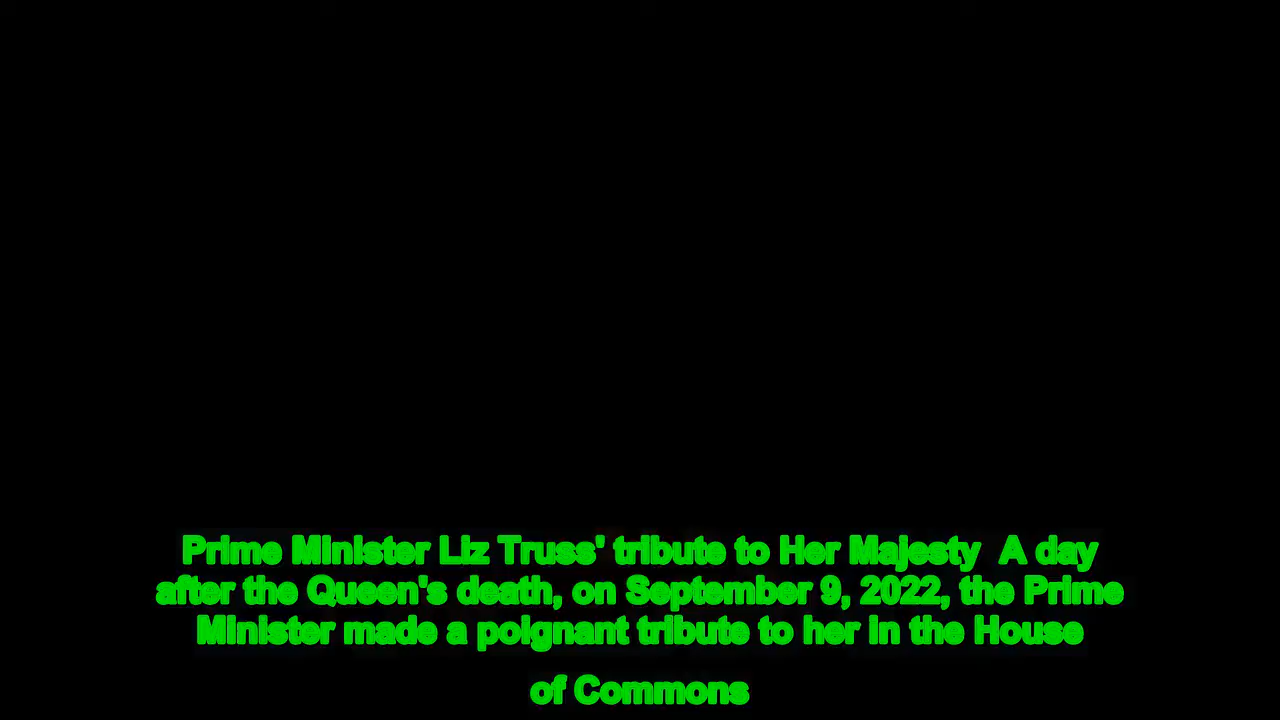 Prime Minister Liz Truss' tribute to Her Majesty  A day
after the Queen's death, on September 9, 2022, the Prime
Minister made a poignant tribute to her in the House
of Commons